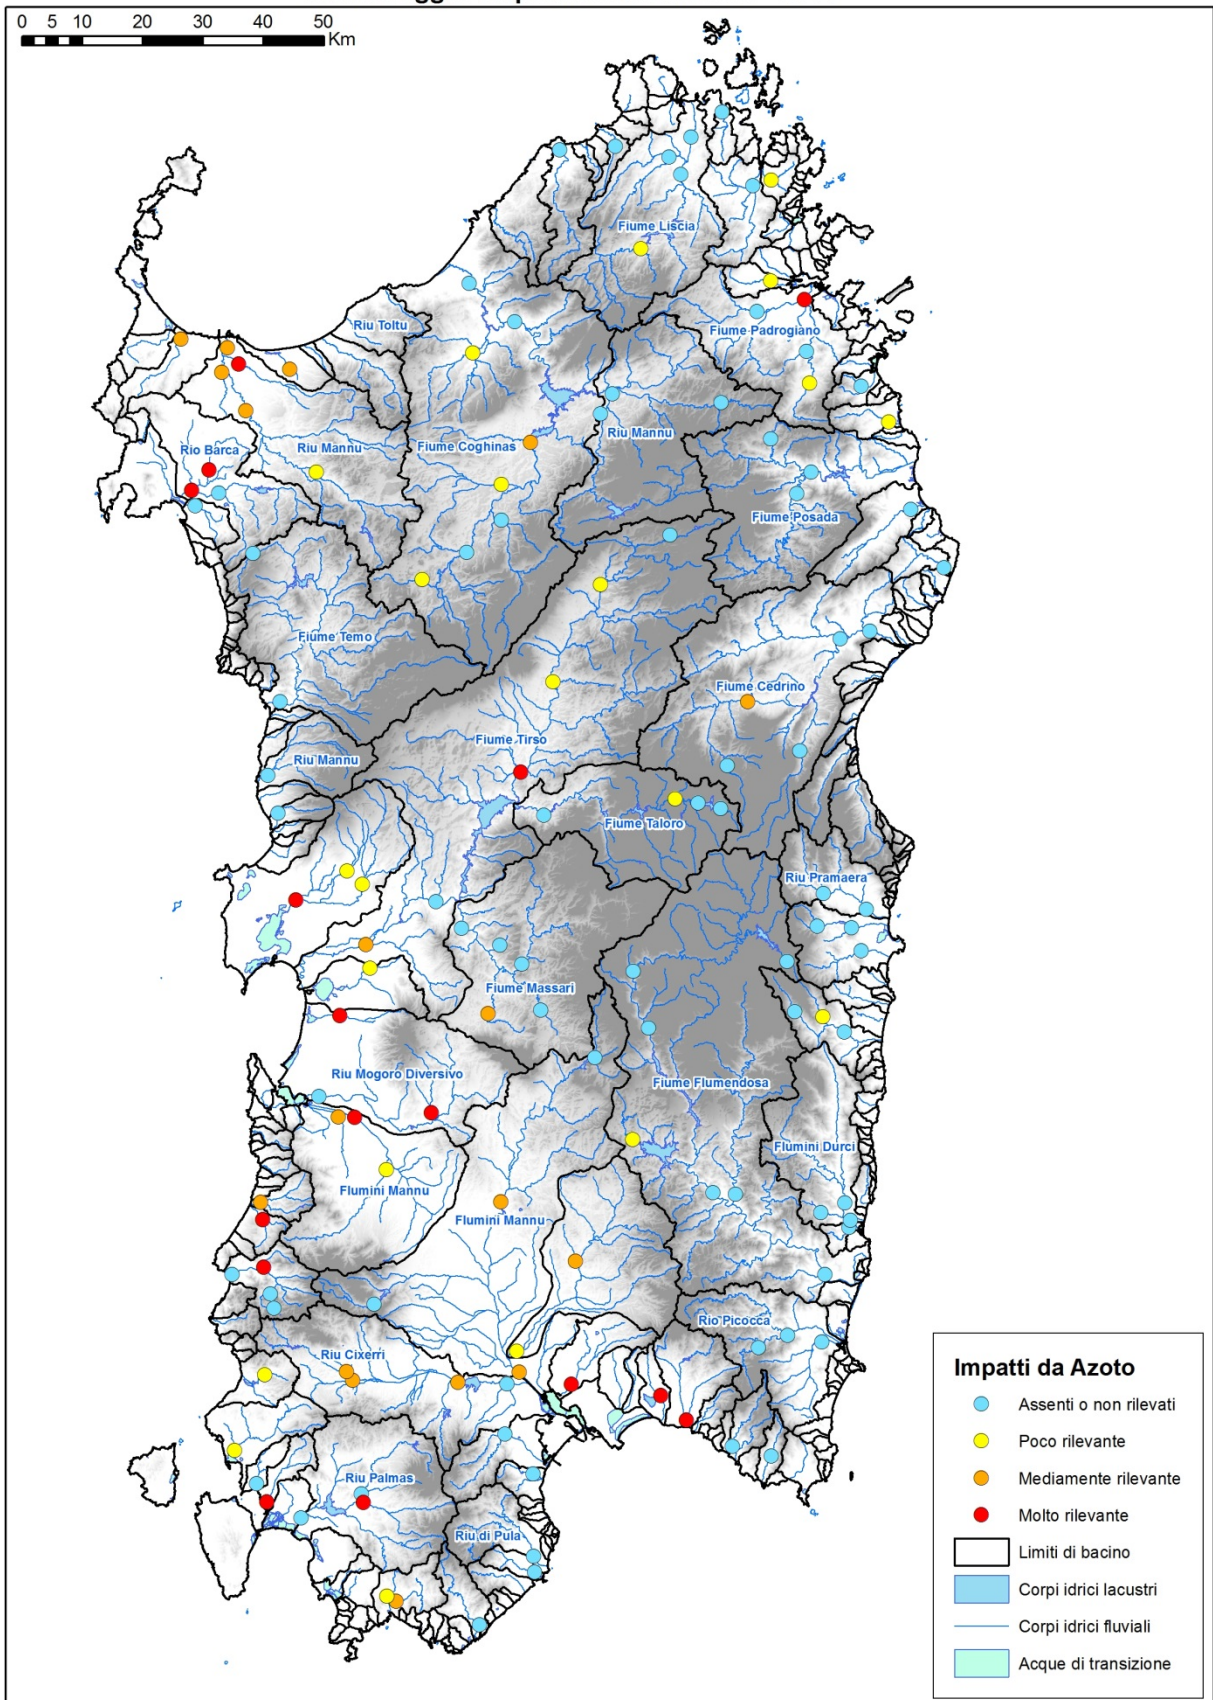 0 5 10 20 30 40 50
Km
Fiume Liscia
Riu Toltu
Fiume Padrogiano
Rio Barca
Riu Mannu
Fiume Coghinas
Riu Mannu
Fiume Posada
Fiume Temo
Fiume Cedrino
Fiume Tirso
Riu Mannu
Fiume Taloro
Riu Pramaera
Fiume Massari
Riu Mogoro Diversivo
Fiume Flumendosa
Flumini Durci
Flumini Mannu
Flumini Mannu
Rio Picocca
Riu Cixerri
Riu Palmas
Riu di Pula
Impatti da Azoto
Assenti o non rilevati
Poco rilevante
Mediamente rilevante
Molto rilevante
Limiti di bacino
Corpi idrici lacustri
Corpi idrici fluviali
Acque di transizione